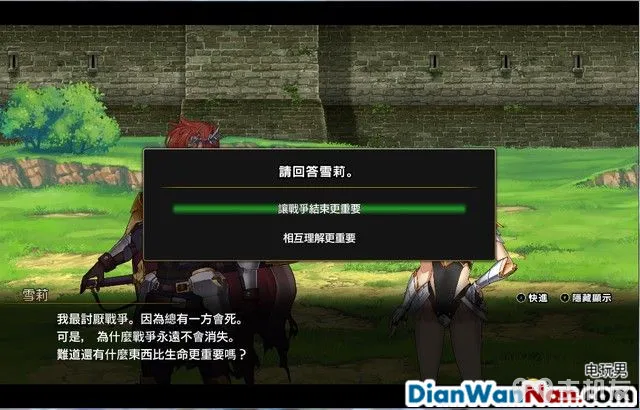 請回答雪莉。
讓戰爭結束更重要
相互理解更重要
雪莉
快進
隱藏顯示
我最討厭戰爭。因為總有一方會死。
可是，為什麼戰爭永遠不會消失。
難道還有什麼東西比生命更重要嗎？
电玩男
DianWanNan.com